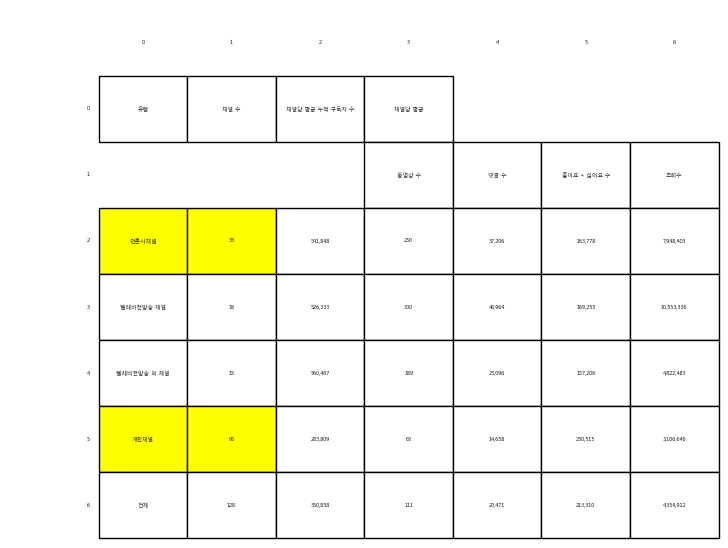 0 1 2 3 4 5 6
0 유형 채널 수 채널당 평균 누적 구독자 수 채널당 평균
1 동영상 수 댓글 수 좋아요 + 싫어요 수 조회수
2 언론사채널 33 541,848 250 37,206 163,778 7,948,403
3 텔레비전방송 채널 18 526,333 300 48,964 169,255 10,553,336
4 텔레비전방송 외 채널 15 560,467 189 23,096 157,206 4,822,483
5 개인채널 95 283,809 63 14,658 230,515 3,106,646
6 전체 128 350,858 111 20,471 213,310 4,354,912